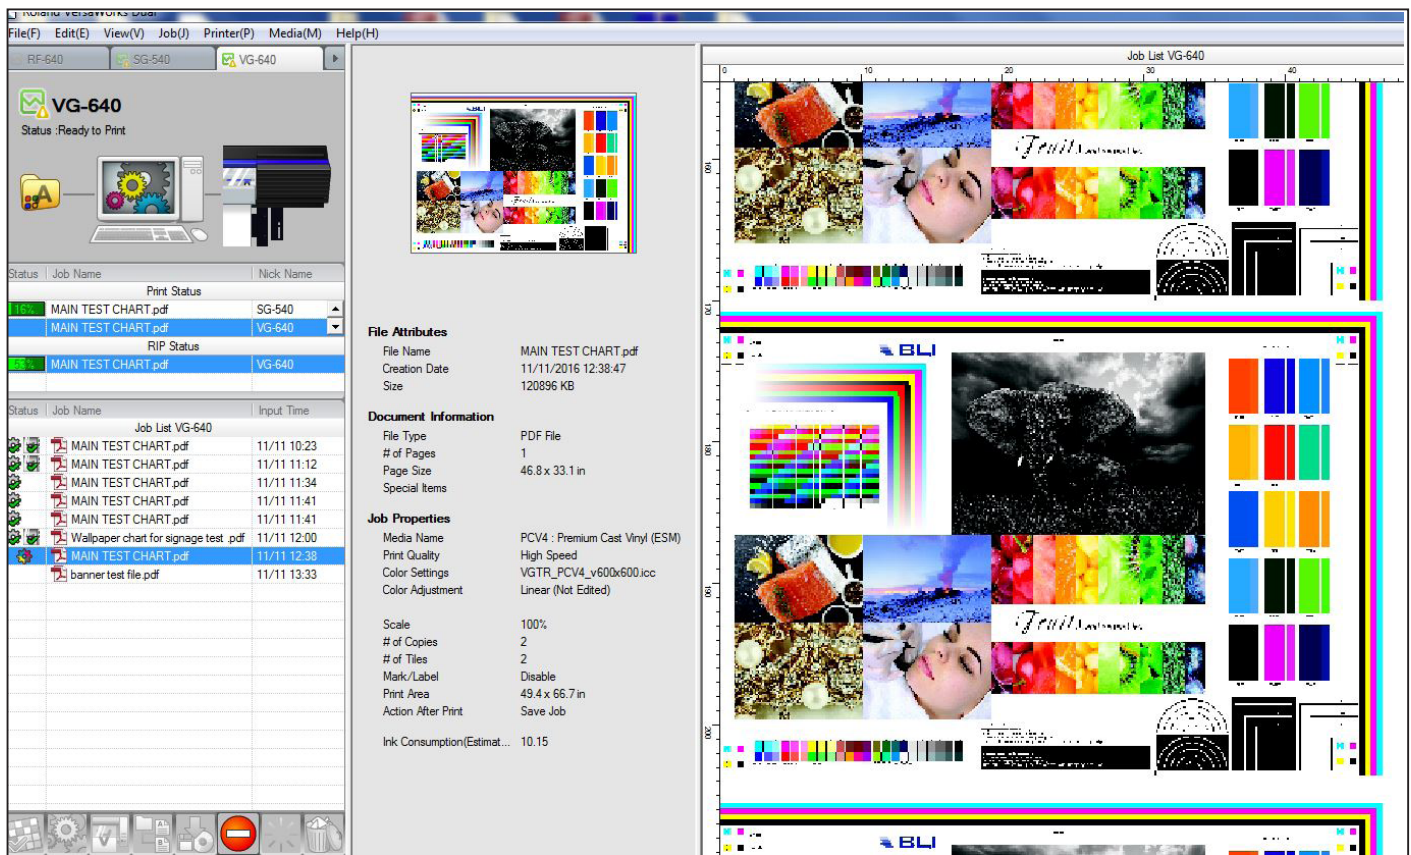 Roland VersaWorks Dual
File(F) Edit(E) View(V) Job(J) Printer(P) Media(M) Help(H)
RF-640 SG-540 VG-640
VG-640
Status :Ready to Print
Status Job Name Nick Name
Print Status
16% MAIN TEST CHART.pdf SG-540
MAIN TEST CHART.pdf VG-640
RIP Status
MAIN TEST CHART.pdf VG-640
Status Job Name Input Time
Job List VG-640
MAIN TEST CHART.pdf 11/11 10:23
MAIN TEST CHART.pdf 11/11 11:12
MAIN TEST CHART.pdf 11/11 11:34
MAIN TEST CHART.pdf 11/11 11:41
MAIN TEST CHART.pdf 11/11 11:41
Wallpaper chart for signage test .pdf 11/11 12:00
MAIN TEST CHART.pdf 11/11 12:38
banner test file.pdf 11/11 13:33
BLI
File Attributes
File Name MAIN TEST CHART.pdf
Creation Date 11/11/2016 12:38:47
Size 120896 KB
Document Information
File Type PDF File
# of Pages 1
Page Size 46.8 x 33.1 in
Special Items
Job Properties
Media Name PCV4 : Premium Cast Vinyl (ESM)
Print Quality High Speed
Color Settings VGTR_PCV4_v600x600.icc
Color Adjustment Linear (Not Edited)
Scale 100%
# of Copies 2
# of Tiles 2
Mark/Label Disable
Print Area 49.4 x 66.7 in
Action After Print Save Job
Ink Consumption(Estimat... 10.15
Job List VG-640
0 10 20 30 40
160
Fruit
170
BLI
180
190
Fruit
200
BLI